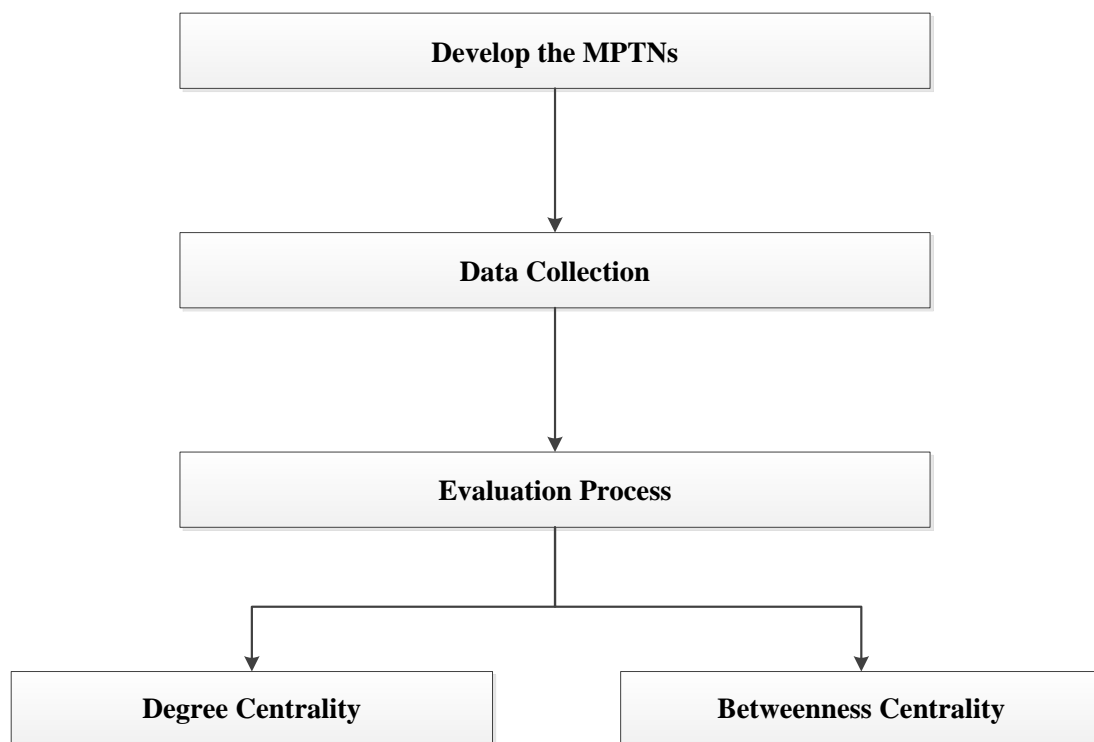 Develop the MPTNs
Data Collection
Evaluation Process
Degree Centrality
Betweenness Centrality